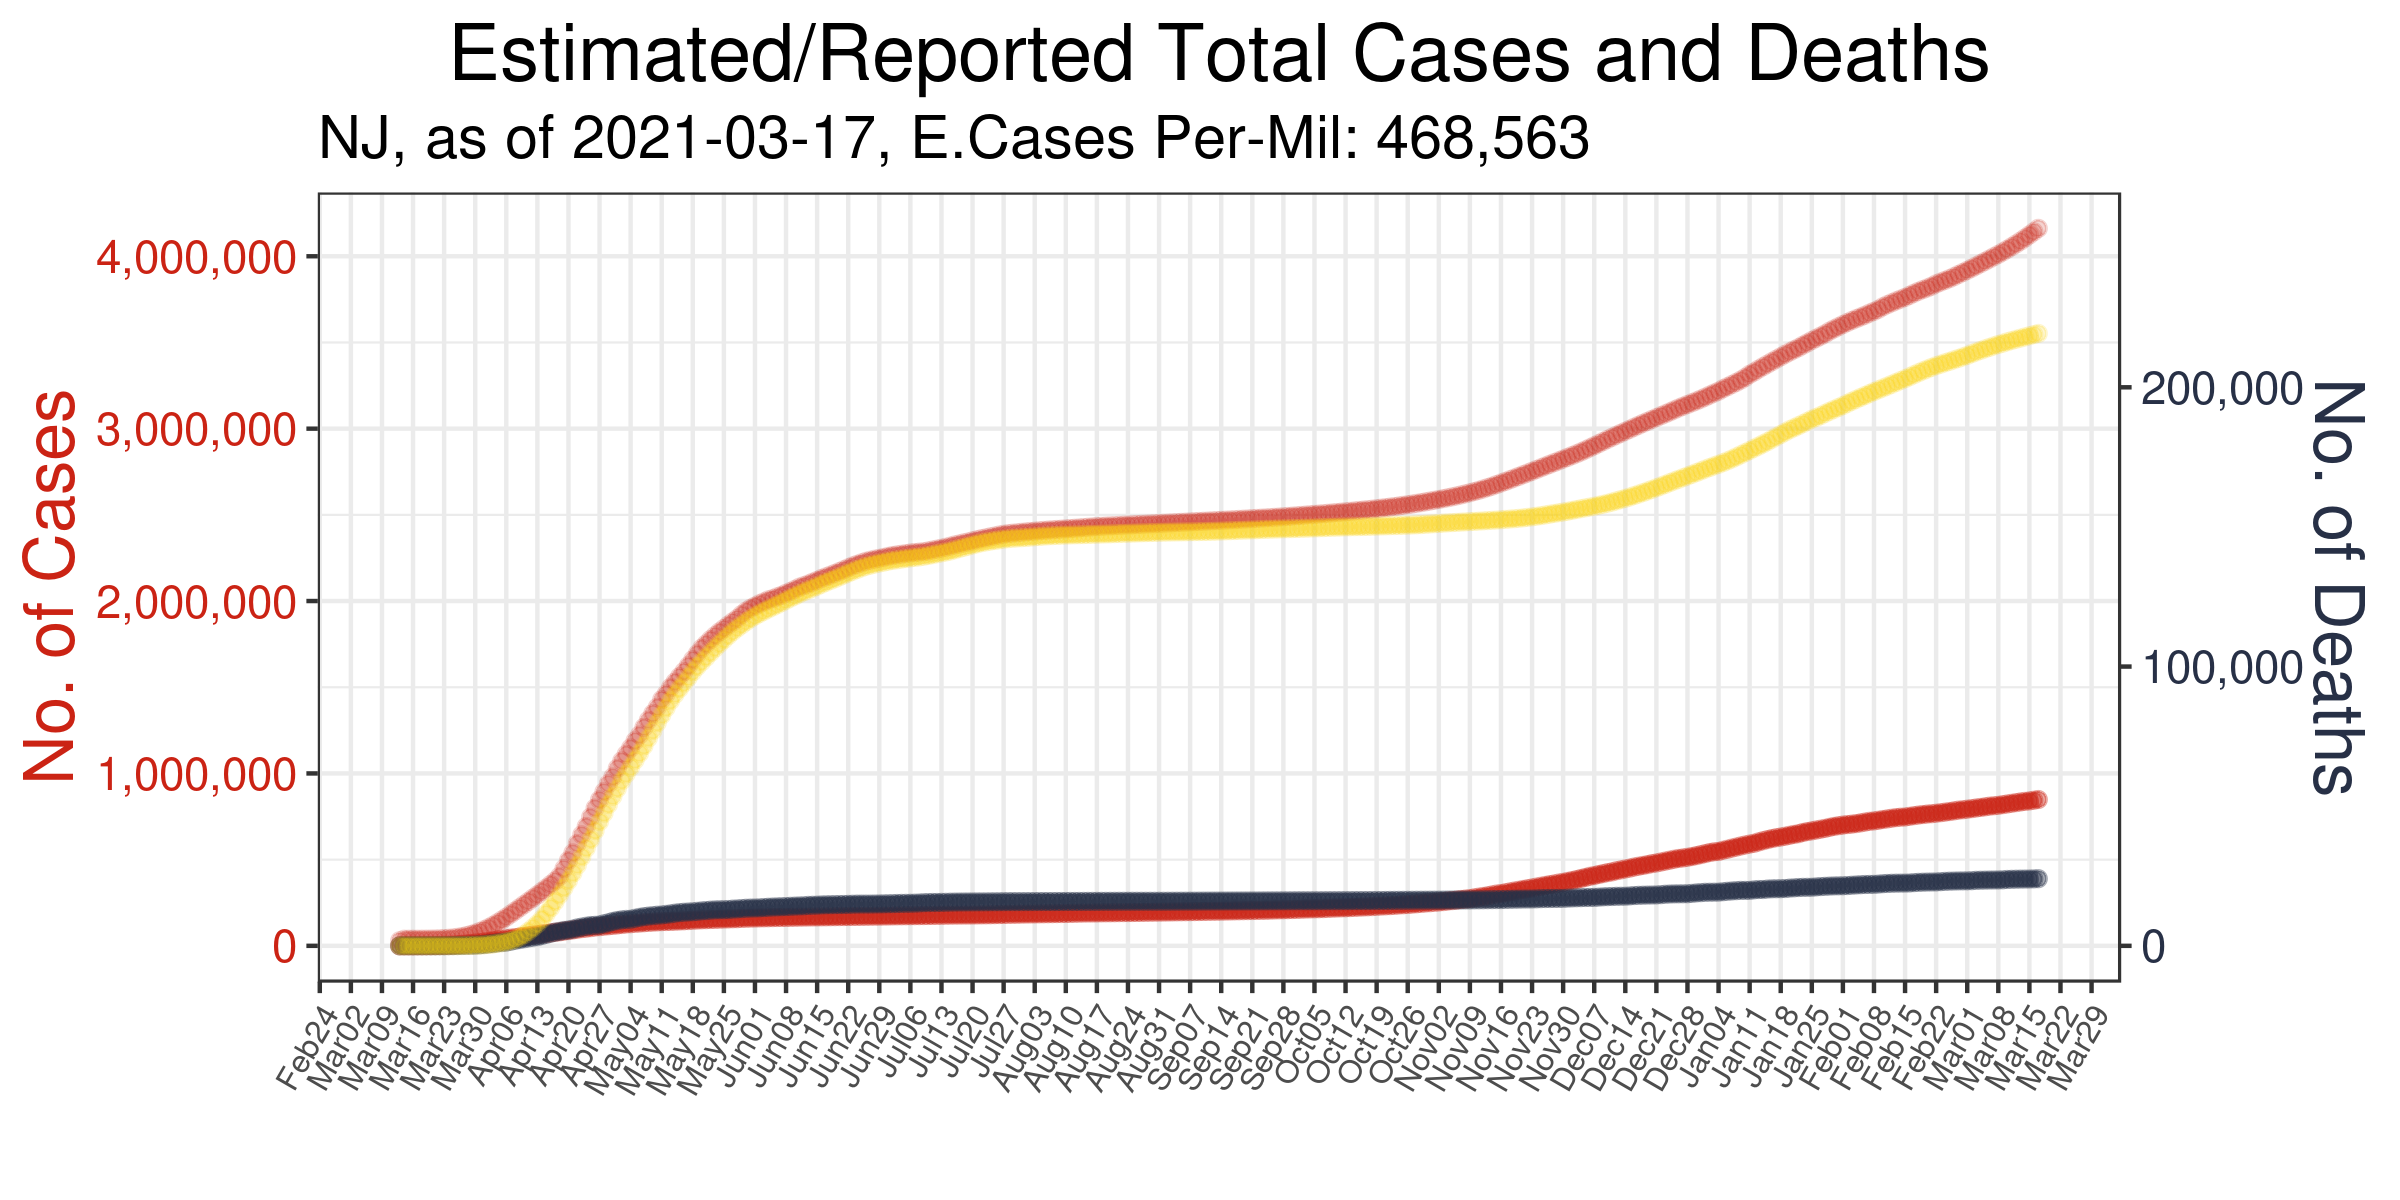 Estimated/Reported Total Cases and Deaths
NJ, as of 2021-03-17, E.Cases Per-Mil: 468,563
No. of Cases
4,000,000
3,000,000
2,000,000
1,000,000
0
200,000
100,000
0
No. of Deaths
Feb24
Mar02
Mar09
Mar16
Mar23
Mar30
Apr06
Apr13
Apr20
Apr27
May04
May11
May18
May25
Jun01
Jun08
Jun15
Jun22
Jun29
Jul06
Jul13
Jul20
Jul27
Aug03
Aug10
Aug17
Aug24
Aug31
Sep07
Sep14
Sep21
Sep28
Oct05
Oct12
Oct19
Oct26
Nov02
Nov09
Nov16
Nov23
Nov30
Dec07
Dec14
Dec21
Dec28
Jan04
Jan11
Jan18
Jan25
Feb01
Feb08
Feb15
Feb22
Mar01
Mar08
Mar15
Mar22
Mar29